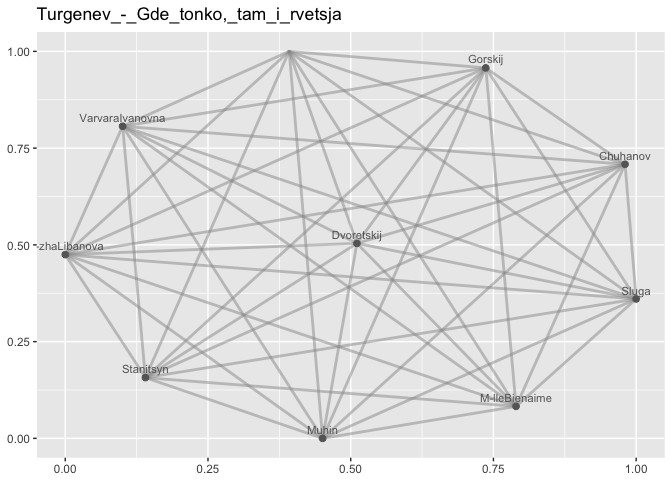 Turgenev_-_Gde_tonko,_tam_i_rvetsja
1.00
Gorskij
VarvaraIvanovna
0.75
Chuhanov
Dvoretskij
0.50
zhaLibanova
Sluga
0.25
Stanitsyn
M-lleBienaime
Muhin
0.00
0.00 0.25 0.50 0.75 1.00